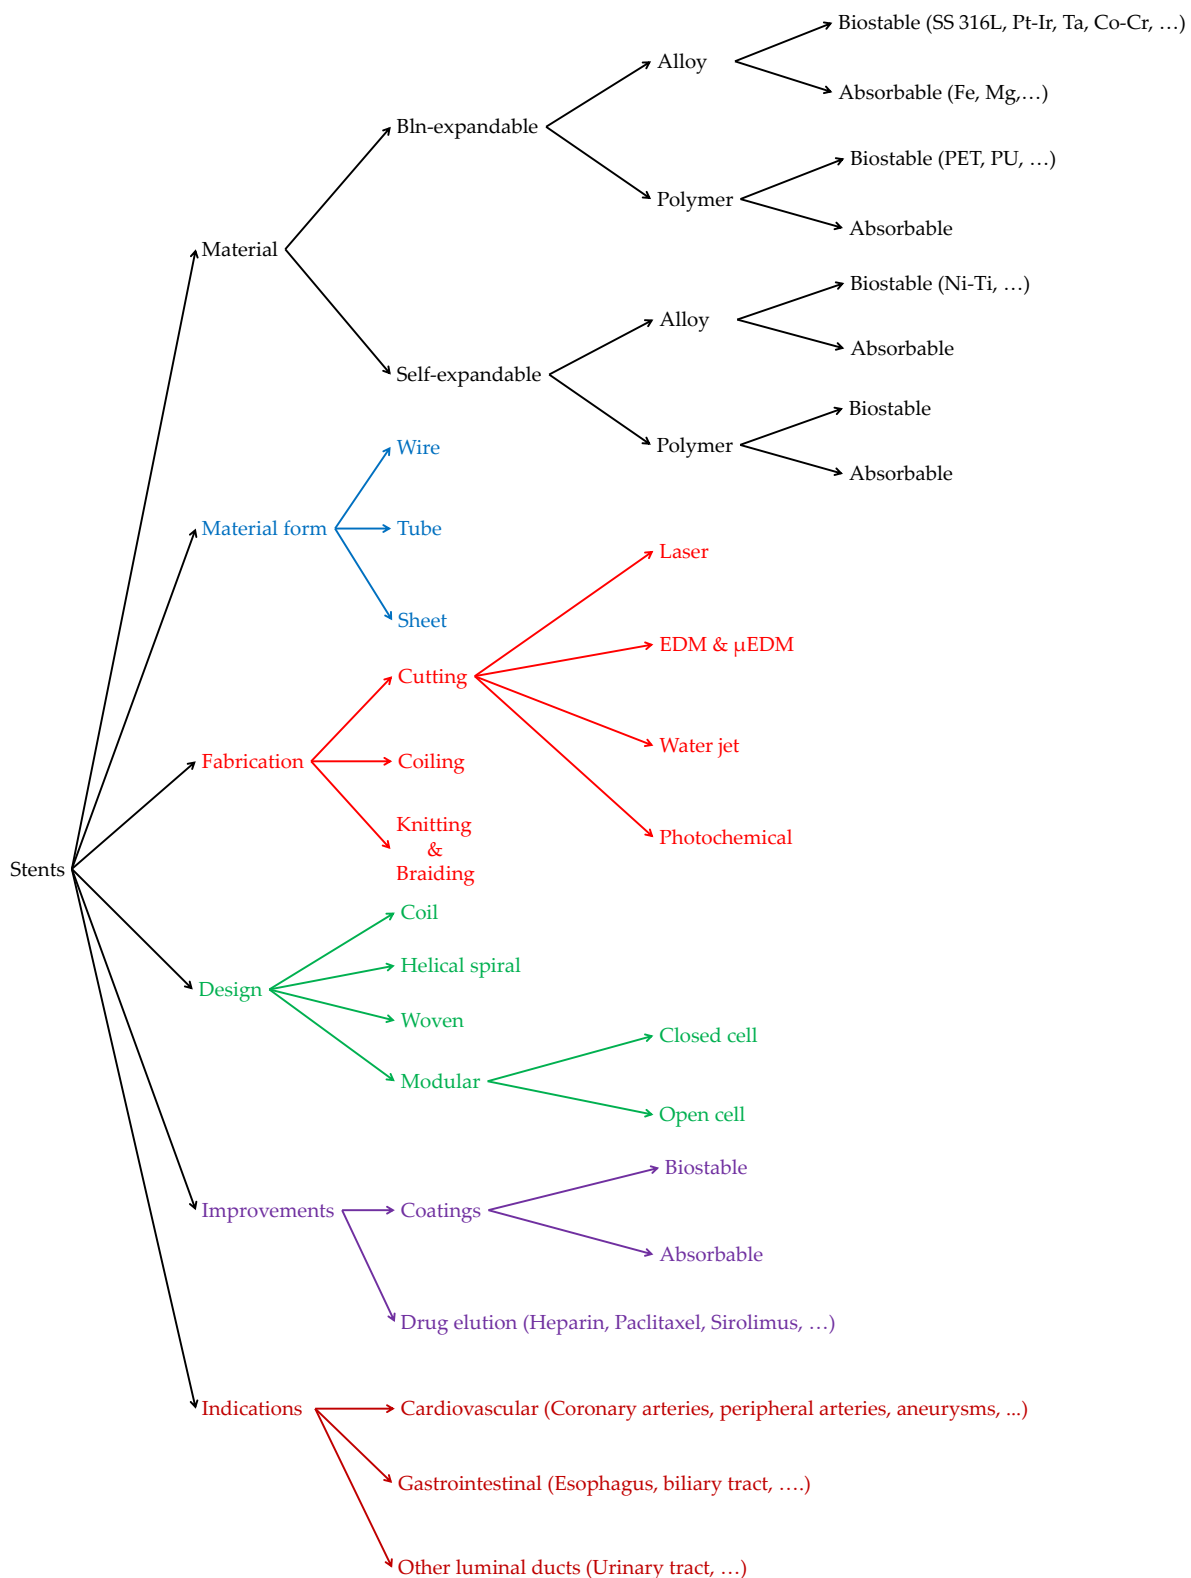 Biostable (SS 316L, Pt-Ir, Ta, Co-Cr, …)
Alloy
Absorbable (Fe, Mg,…)
Bln-expandable
Biostable (PET, PU, …)
Polymer
Absorbable
Material
Biostable (Ni-Ti, …)
Alloy
Absorbable
Self-expandable
Biostable
Polymer
Absorbable
Wire
Material form
Tube
Sheet
Laser
EDM & μEDM
Cutting
Water jet
Fabrication
Coiling
Photochemical
Knitting
&
Braiding
Stents
Coil
Helical spiral
Design
Woven
Closed cell
Modular
Open cell
Biostable
Improvements
Coatings
Absorbable
Drug elution (Heparin, Paclitaxel, Sirolimus, …)
Indications
Cardiovascular (Coronary arteries, peripheral arteries, aneurysms, ...)
Gastrointestinal (Esophagus, biliary tract, ….)
Other luminal ducts (Urinary tract, …)